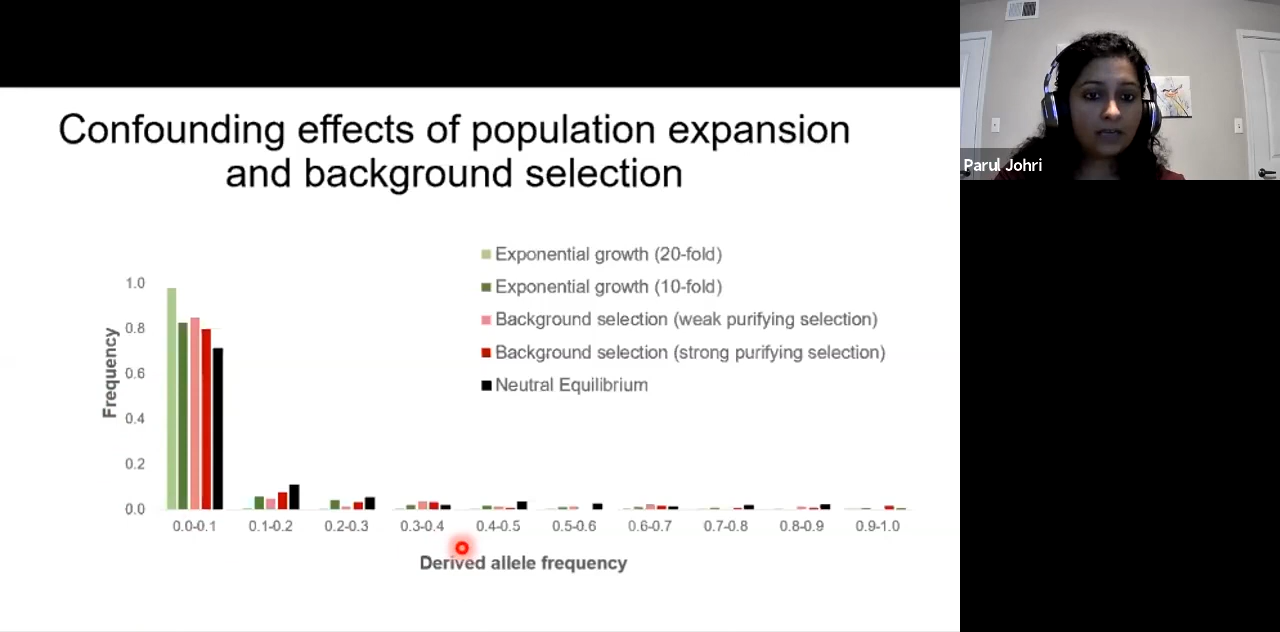 Confounding effects of population expansion
and background selection
Exponential growth (20-fold)
Exponential growth (10-fold)
Background selection (weak purifying selection)
Background selection (strong purifying selection)
Neutral Equilibrium
Frequency
1.0
0.8
0.6
0.4
0.2
0.0
0.0-0.1 0.1-0.2 0.2-0.3 0.3-0.4 0.4-0.5 0.5-0.6 0.6-0.7 0.7-0.8 0.8-0.9 0.9-1.0
Derived allele frequency
Parul Johri